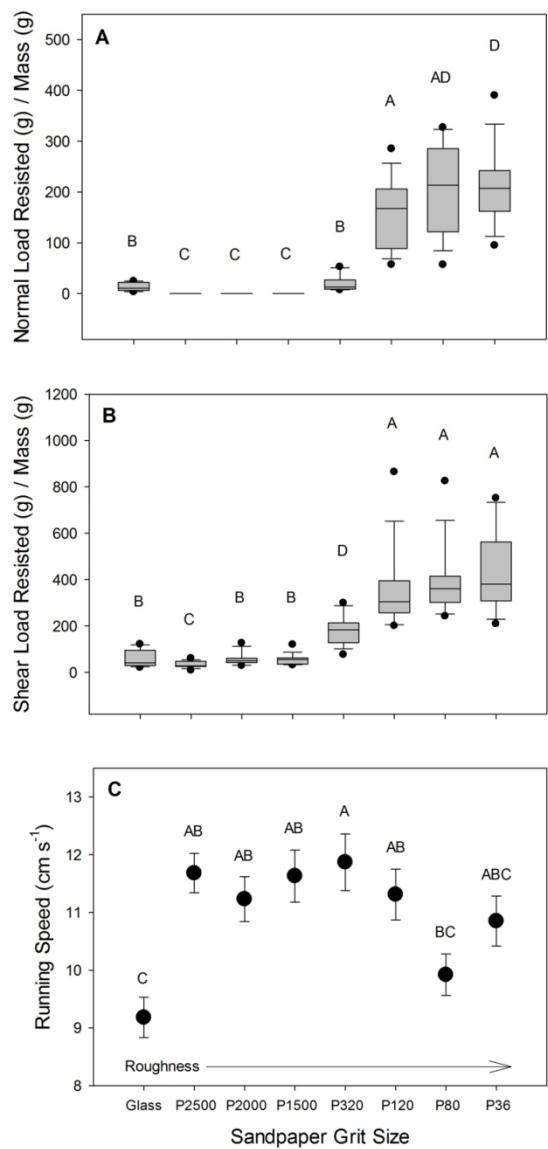 A
Normal Load Resisted (g) / Mass (g)
500
400
300
200
100
0
B
C
C
C
B
A
AD
D
B
Shear Load Resisted (g) / Mass (g)
1200
1000
800
600
400
200
0
B
C
B
B
D
A
A
A
C
Running Speed (cm s-1)
13
12
11
10
9
8
C
AB
AB
AB
A
AB
BC
ABC
Roughness
Glass P2500 P2000 P1500 P320 P120 P80 P36
Sandpaper Grit Size